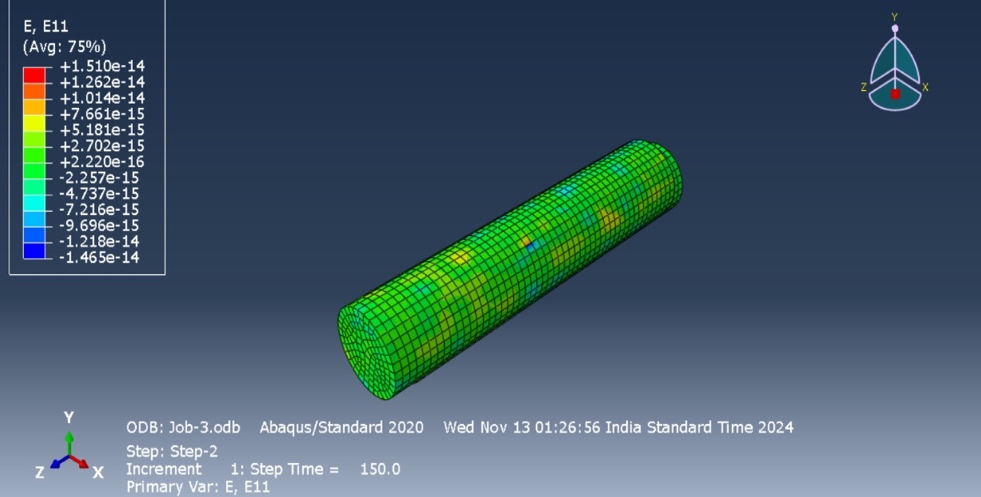 E, E11
(Avg: 75%)
+1.510e-14
+1.262e-14
+1.014e-14
+7.661e-15
+5.181e-15
+2.702e-15
+2.220e-16
-2.257e-15
-4.737e-15
-7.216e-15
-9.696e-15
-1.218e-14
-1.465e-14
Y
Z
X
Y
Z
X
ODB: Job-3.odb Abaqus/Standard 2020 Wed Nov 13 01:26:56 India Standard Time 2024
Step: Step-2
Increment 1: Step Time = 150.0
Primary Var: E, E11